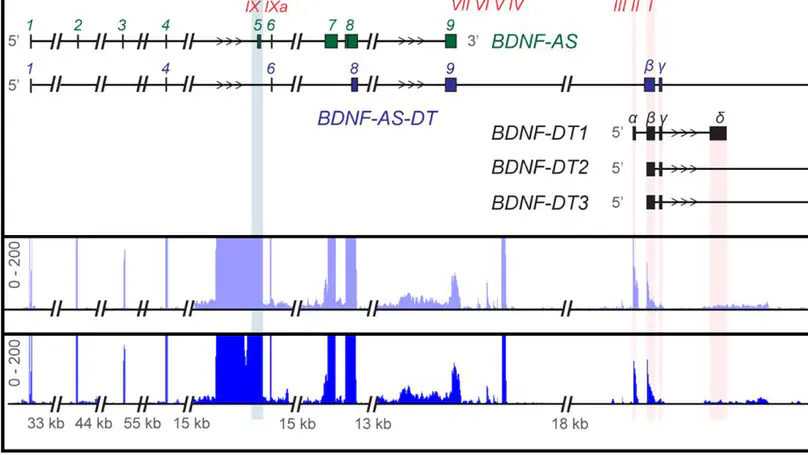 IX IXa VII VI V IV III II I
1 2 3 4 5 6 7 8 9
5' 3' BDNF-AS
1 4 6 8 9 β γ
5'
BDNF-AS-DT
α β γ δ
BDNF-DT1 5'
BDNF-DT2 5'
BDNF-DT3 5'
0 - 200
0 - 200
33 kb 44 kb 55 kb 15 kb 15 kb 13 kb 18 kb